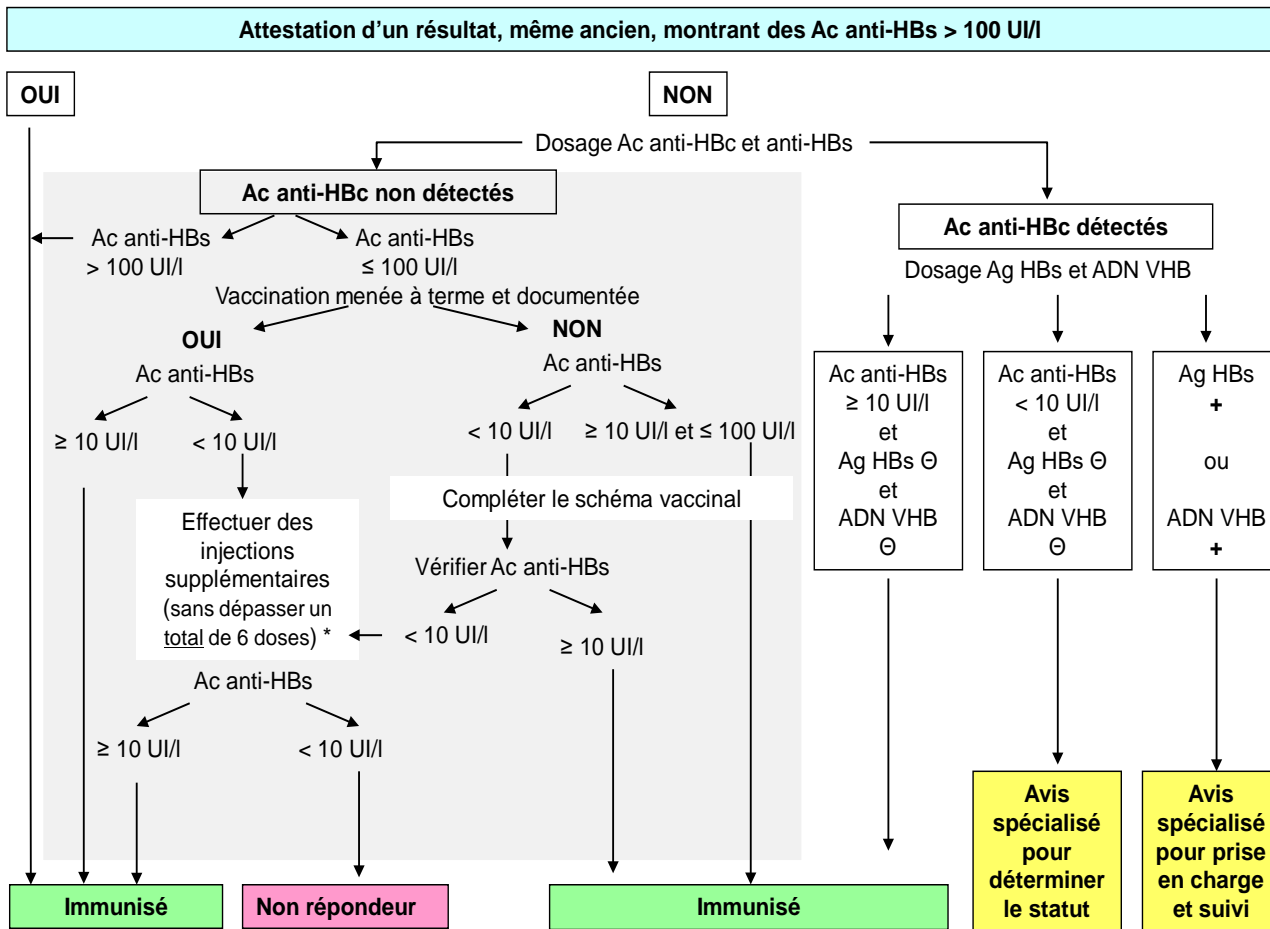 Attestation d'un résultat, même ancien, montrant des Ac anti-HBs > 100 UI/l
OUI
NON
Dosage Ac anti-HBc et anti-HBs
Ac anti-HBc non détectés
Ac anti-HBs
> 100 UI/l
Ac anti-HBs
≤ 100 UI/l
Vaccination menée à terme et documentée
OUI
Ac anti-HBs
≥ 10 UI/l
< 10 UI/l
Effectuer des
injections
supplémentaires
(sans dépasser un
total de 6 doses) *
Ac anti-HBs
≥ 10 UI/l
< 10 UI/l
NON
Ac anti-HBs
< 10 UI/l
≥ 10 UI/l et ≤ 100 UI/l
Compléter le schéma vaccinal
Vérifier Ac anti-HBs
< 10 UI/l
≥ 10 UI/l
Ac anti-HBc détectés
Dosage Ag HBs et ADN VHB
Ac anti-HBs
≥ 10 UI/l
et
Ag HBs Θ
et
ADN VHB
Θ
Ac anti-HBs
< 10 UI/l
et
Ag HBs Θ
et
ADN VHB
Θ
Ag HBs
+
ou
ADN VHB
+
Immunisé
Non répondeur
Immunisé
Avis
spécialisé
pour
déterminer
le statut
Avis
spécialisé
pour prise
en charge
et suivi